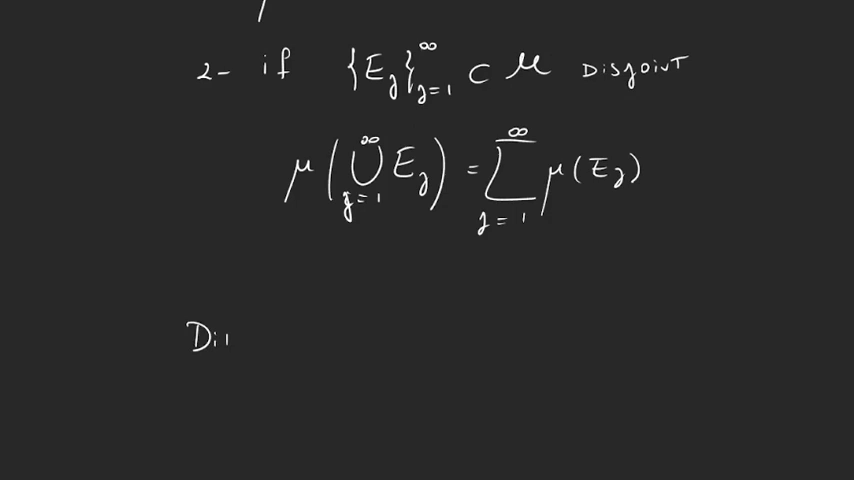 2- if {E_j}_{j=1}^∞ ⊂ M DISJOINT
μ(⋃_{j=1}^∞ E_j) = ∑_{j=1}^∞ μ(E_j)